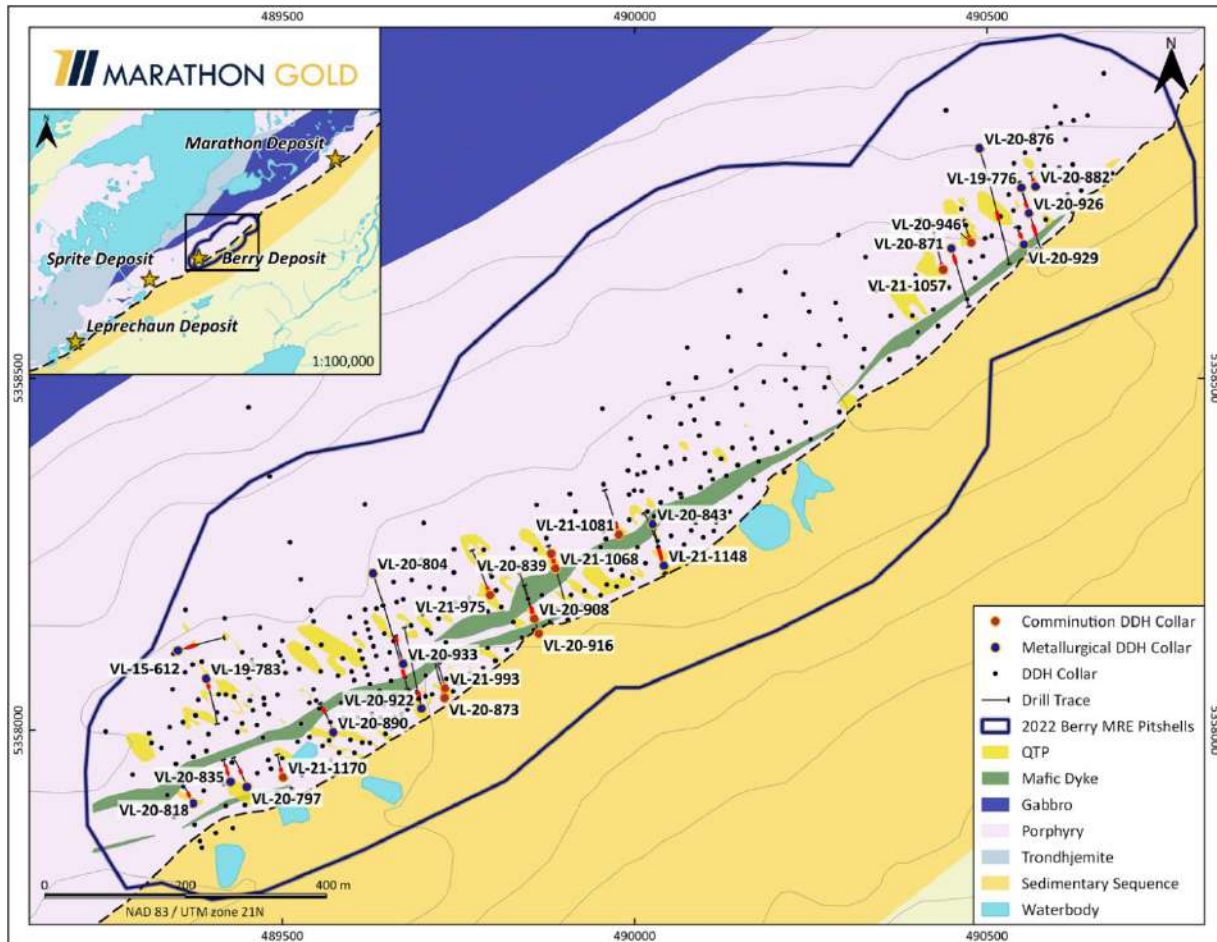 489500
490000
490500
N
MARATHON GOLD
N
Marathon Deposit
Sprite Deposit
Berry Deposit
Leprechaun Deposit
1:100,000
VL-20-876
VL-19-776
VL-20-882
VL-20-926
VL-20-946
VL-20-871
VL-20-929
VL-21-1057
5358500
5358500
VL-20-843
VL-21-1081
VL-21-1148
VL-20-804
VL-20-839
VL-21-1068
VL-21-975
VL-20-908
VL-20-916
VL-15-612
VL-19-783
VL-20-933
VL-21-993
VL-20-922
VL-20-873
VL-20-890
5358000
5358000
VL-20-835
VL-21-1170
VL-20-818
VL-20-797
Comminution DDH Collar
Metallurgical DDH Collar
DDH Collar
Drill Trace
2022 Berry MRE Pitshells
QTP
Mafic Dyke
Gabbro
Porphyry
Trondhjemite
Sedimentary Sequence
Waterbody
0 200 400 m
NAD 83 / UTM zone 21N
489500
490000
490500